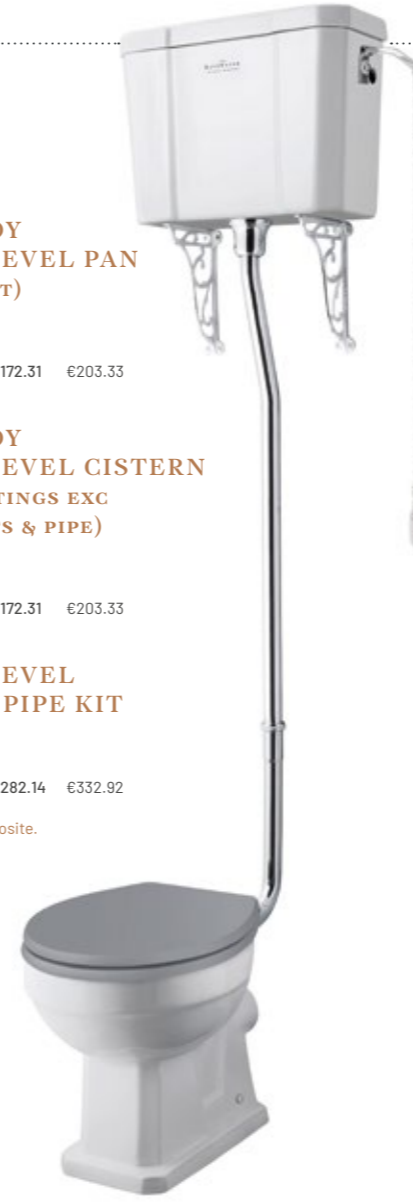 DY
EVEL PAN
T)
172.31 €203.33
DY
EVEL CISTERN
TINGS EXC
S & PIPE)
172.31 €203.33
EVEL
PIPE KIT
282.14 €332.92
osite.